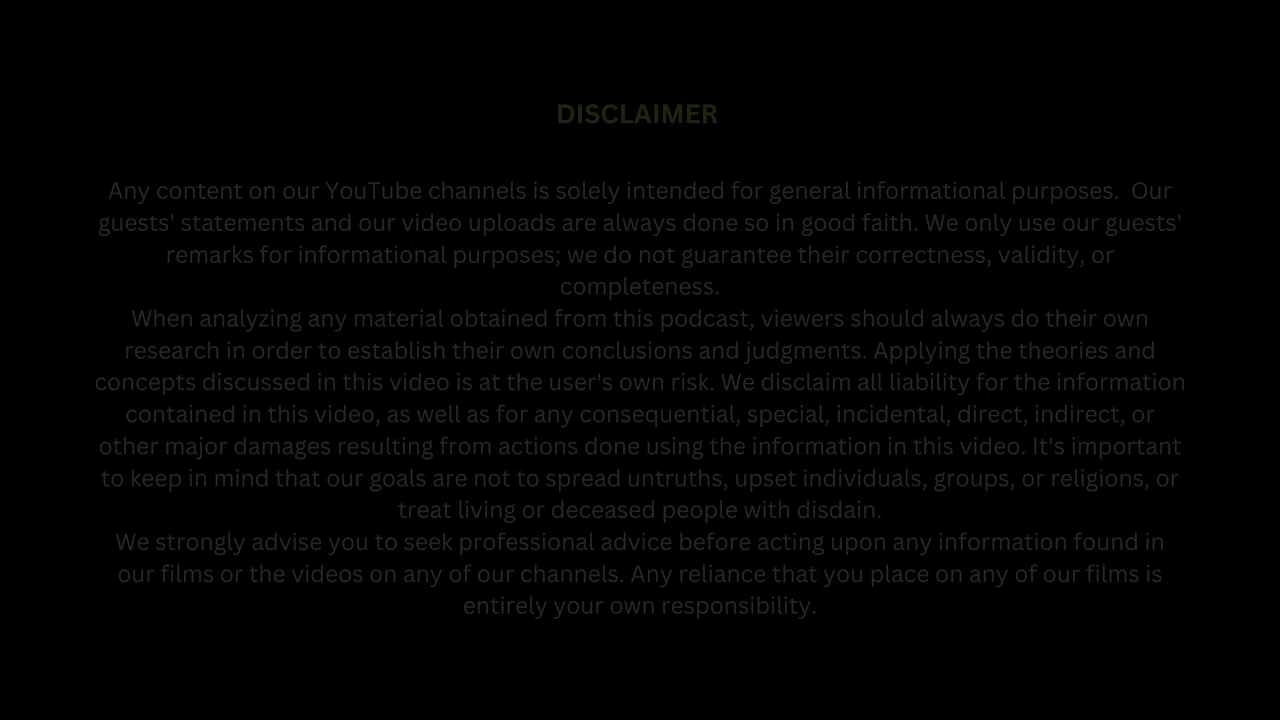 DISCLAIMER
Any content on our YouTube channels is solely intended for general informational purposes.  Our
guests' statements and our video uploads are always done so in good faith. We only use our guests'
remarks for informational purposes; we do not guarantee their correctness, validity, or
completeness.
When analyzing any material obtained from this podcast, viewers should always do their own
research in order to establish their own conclusions and judgments. Applying the theories and
concepts discussed in this video is at the user's own risk. We disclaim all liability for the information
contained in this video, as well as for any consequential, special, incidental, direct, indirect, or
other major damages resulting from actions done using the information in this video. It's important
to keep in mind that our goals are not to spread untruths, upset individuals, groups, or religions, or
treat living or deceased people with disdain.
We strongly advise you to seek professional advice before acting upon any information found in
our films or the videos on any of our channels. Any reliance that you place on any of our films is
entirely your own responsibility.